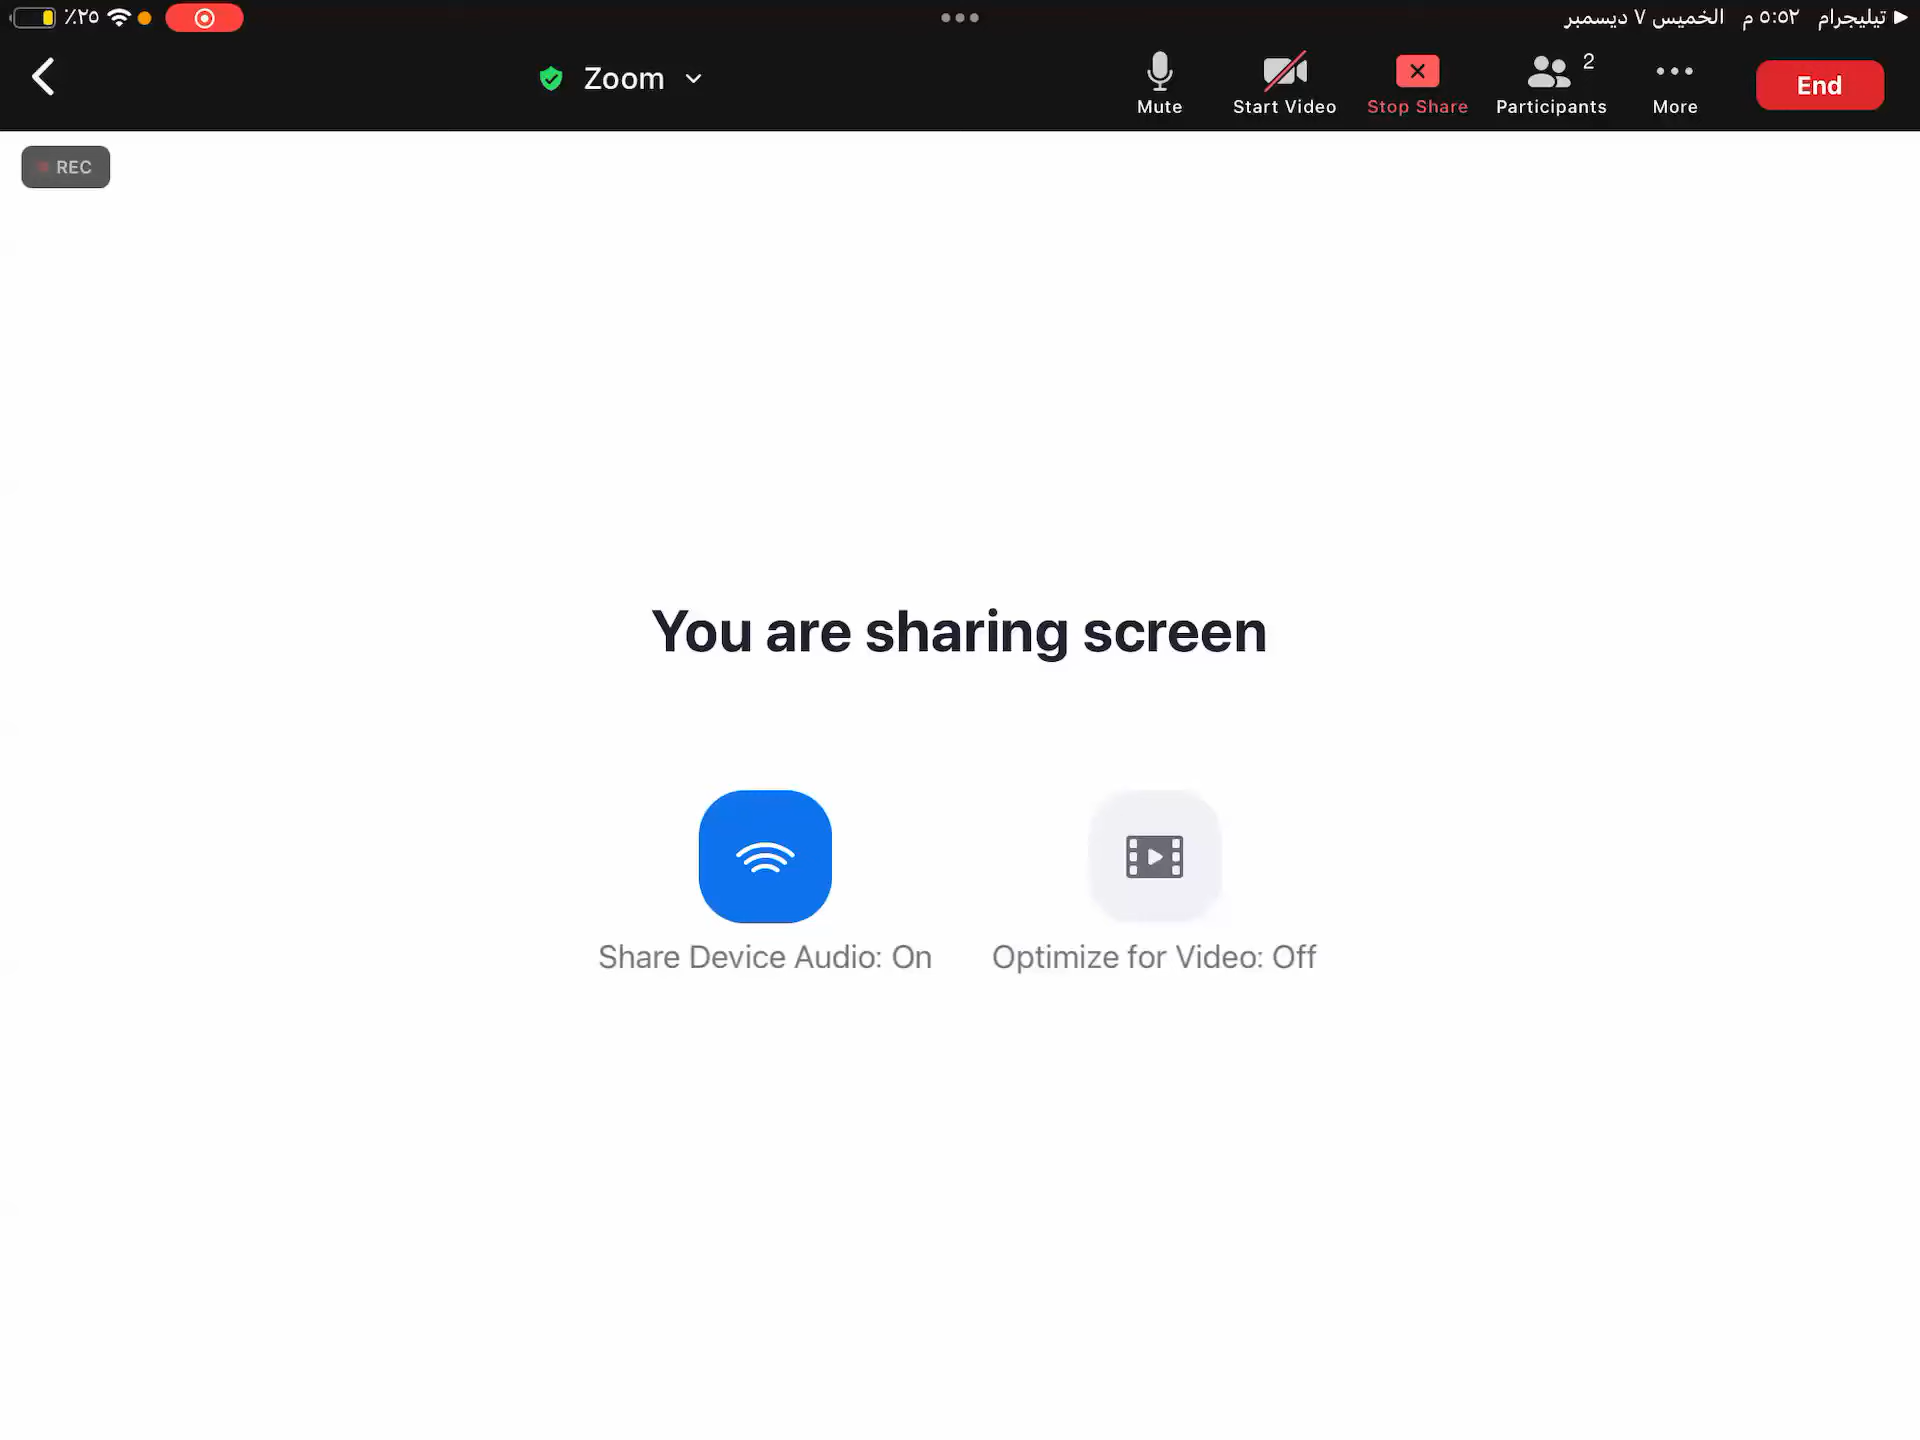 ٪٢٥
تيليجرام ٥:٥٢ م الخميس ٧ ديسمبر
Zoom
Mute
Start Video
Stop Share
Participants 2
More
End
REC
You are sharing screen
Share Device Audio: On
Optimize for Video: Off